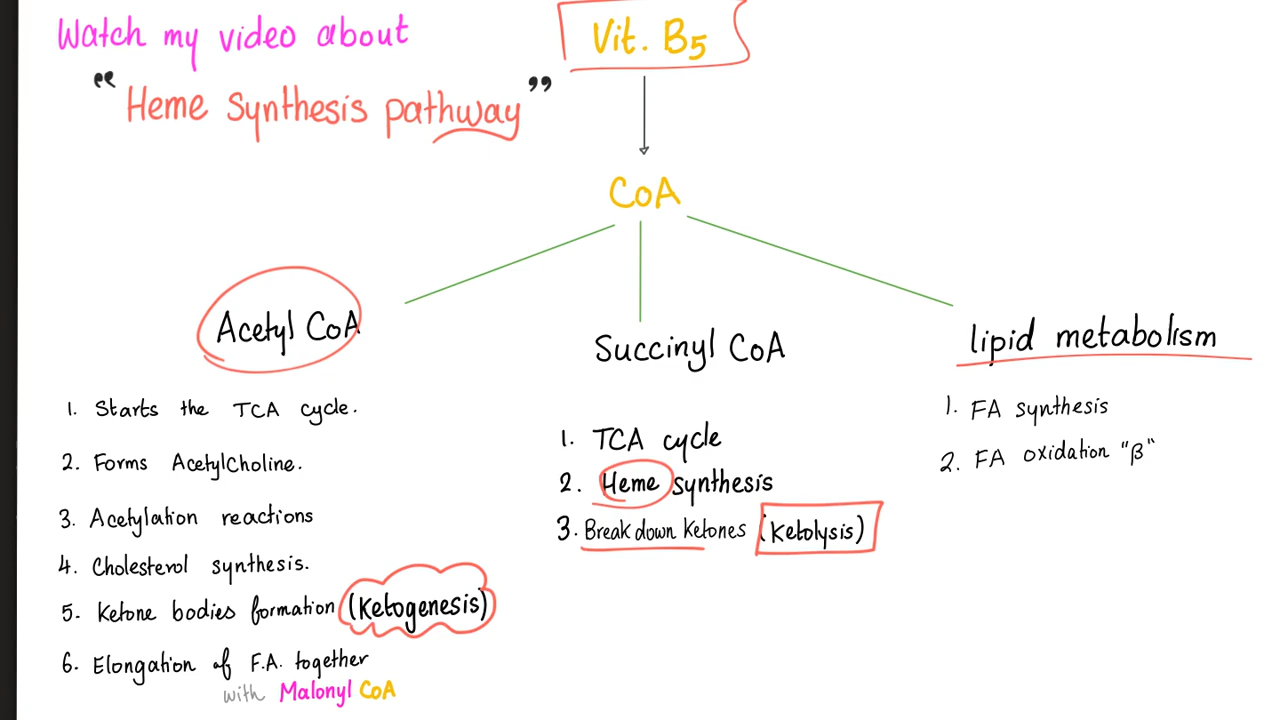 Watch my video about
"Heme Synthesis pathway"
Vit. B5
CoA
Acetyl CoA
1. Starts the TCA cycle.
2. Forms AcetylCholine.
3. Acetylation reactions
4. Cholesterol synthesis.
5. Ketone bodies formation (Ketogenesis)
6. Elongation of F.A. together
with Malonyl CoA
Succinyl CoA
1. TCA cycle
2. Heme synthesis
3. Break down Ketones (Ketolysis)
lipid metabolism
1. FA synthesis
2. FA oxidation "β"